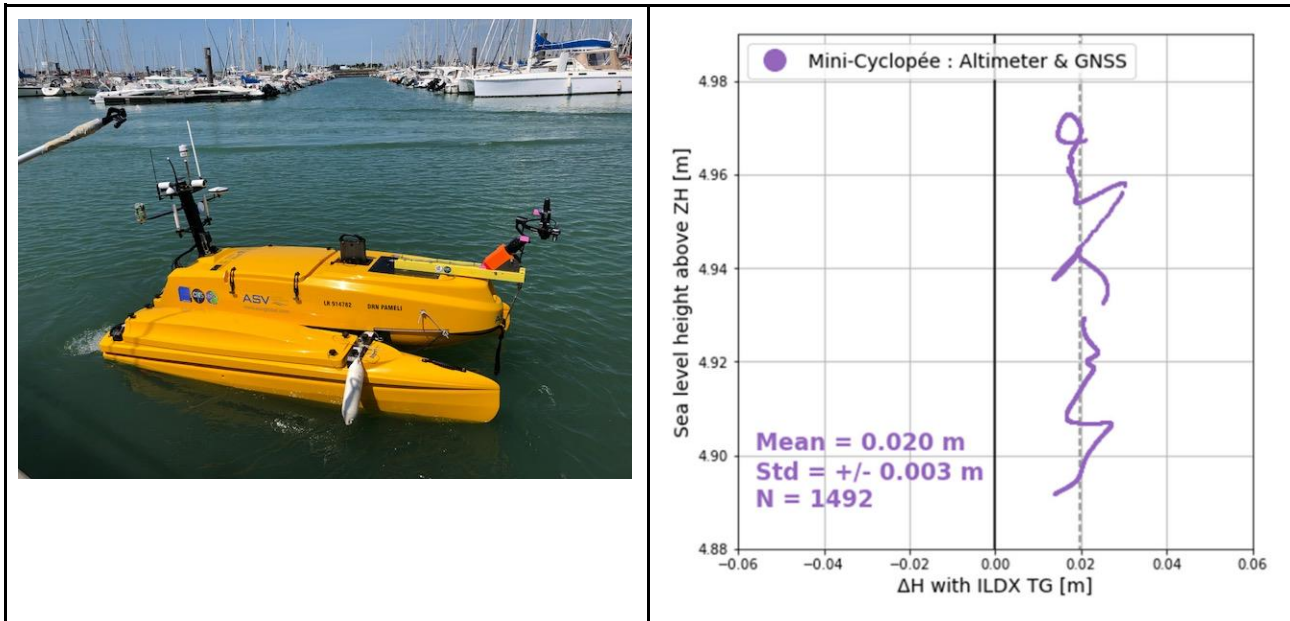 ASV
LR 014742
DRN PAMELI
Mini-Cyclopée : Altimeter & GNSS
Sea level height above ZH [m]
4.98
4.96
4.94
4.92
4.90
4.88
Mean = 0.020 m
Std = +/- 0.003 m
N = 1492
−0.06
−0.04
−0.02
0.00
0.02
0.04
0.06
ΔH with ILDX TG [m]